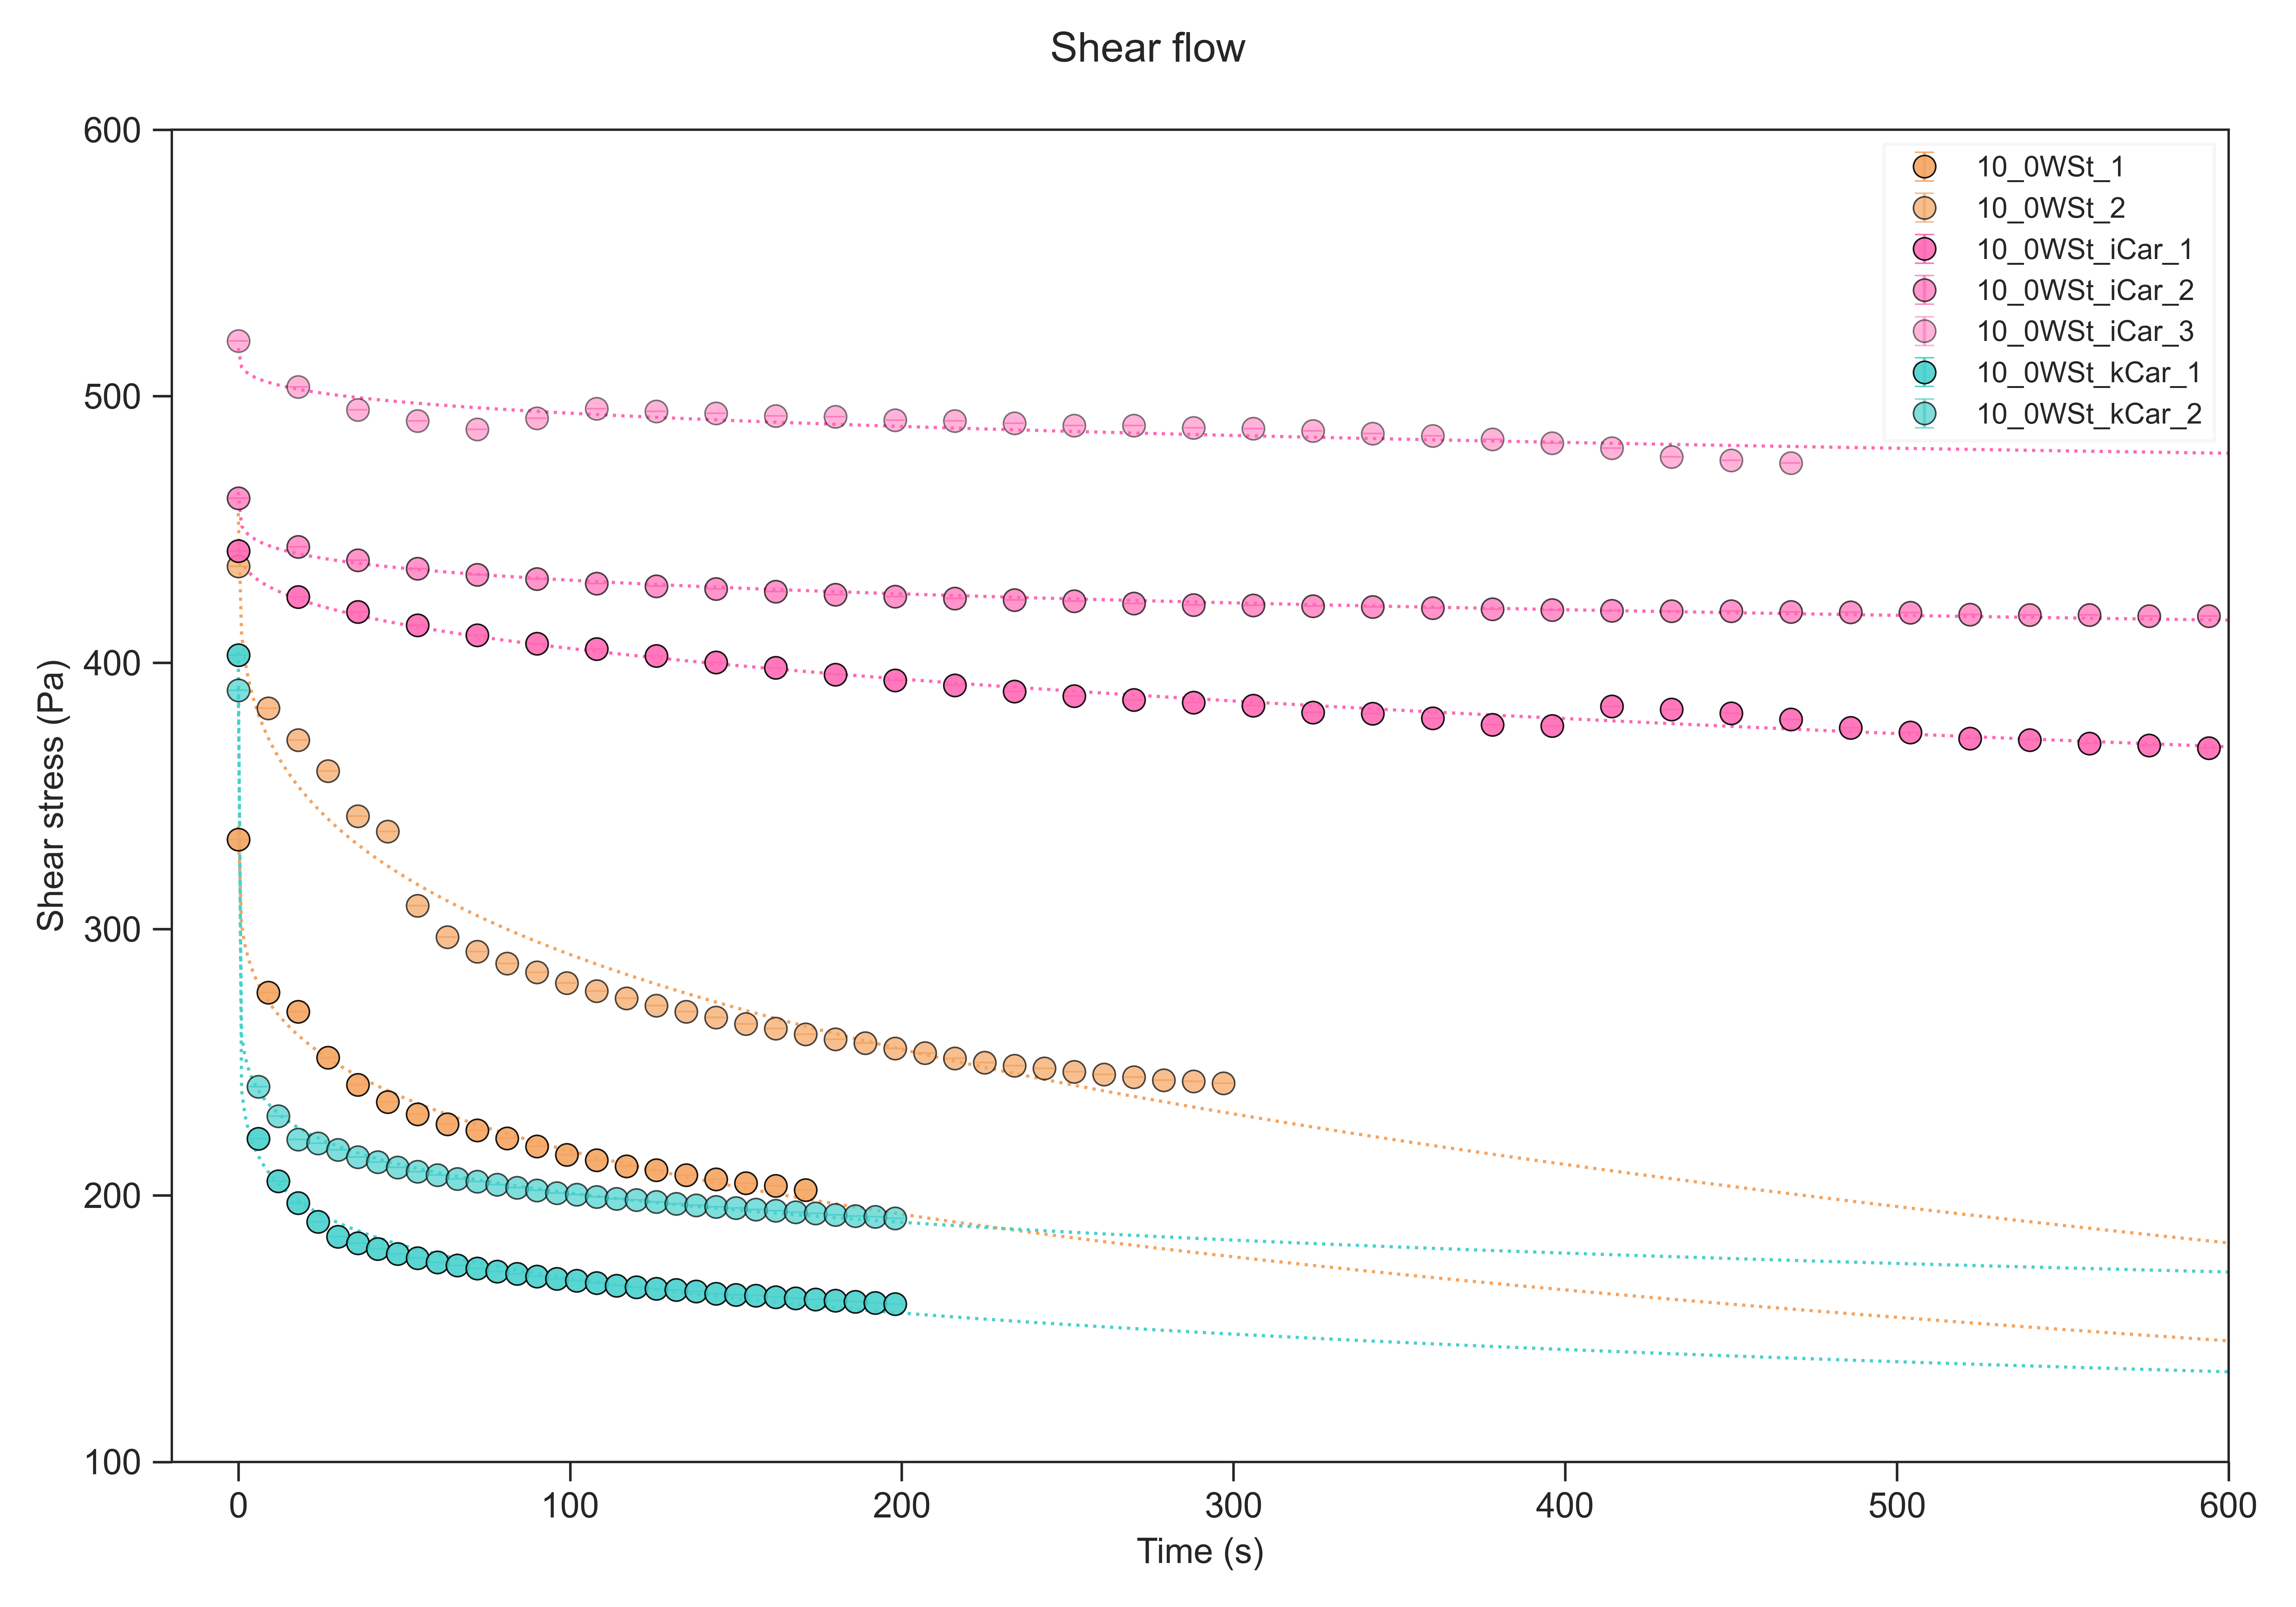 Shear flow
600
500
400
300
200
100
Shear stress (Pa)
10_0WSt_1
10_0WSt_2
10_0WSt_iCar_1
10_0WSt_iCar_2
10_0WSt_iCar_3
10_0WSt_kCar_1
10_0WSt_kCar_2
0 100 200 300 400 500 600
Time (s)